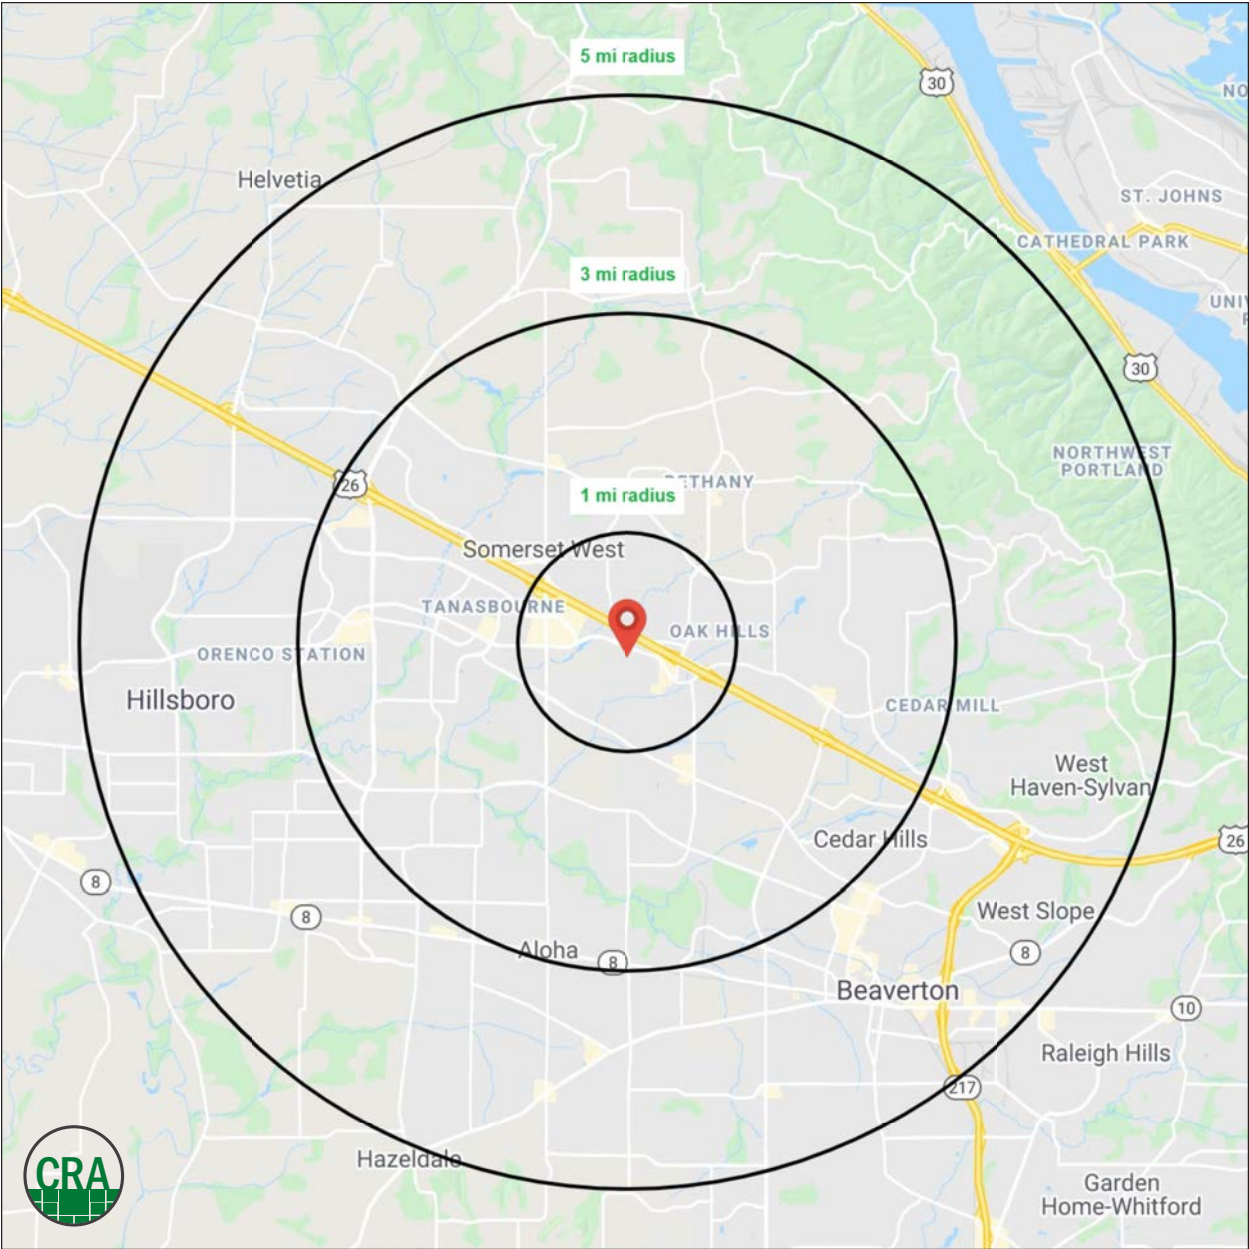 5 mi radius
30
NO
Helvetia
ST. JOHNS
CATHEDRAL PARK
3 mi radius
UNIV
30
NORTHWEST
PORTLAND
26
BETHANY
1 mi radius
Somerset West
TANASBOURNE
OAK HILLS
ORENCO STATION
Hillsboro
CEDAR MILL
West
Haven-Sylvan
Cedar Hills
26
8
8
West Slope
Aloha
8
8
Beaverton
10
Raleigh Hills
217
CRA
Hazeldale
Garden
Home-Whitford